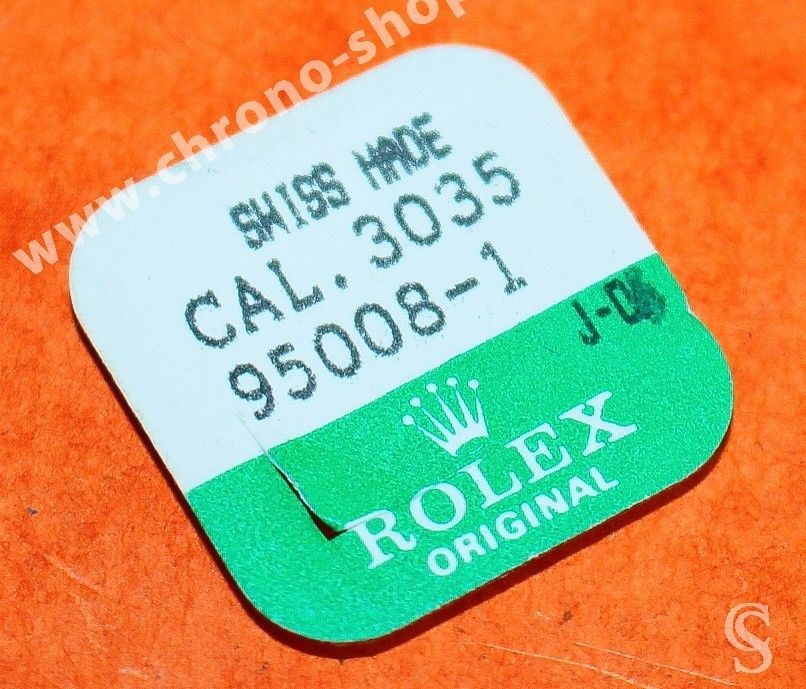 www.chrono-shop
SWISS MADE
CAL. 3035
95008-1
ROLEX
ORIGINAL